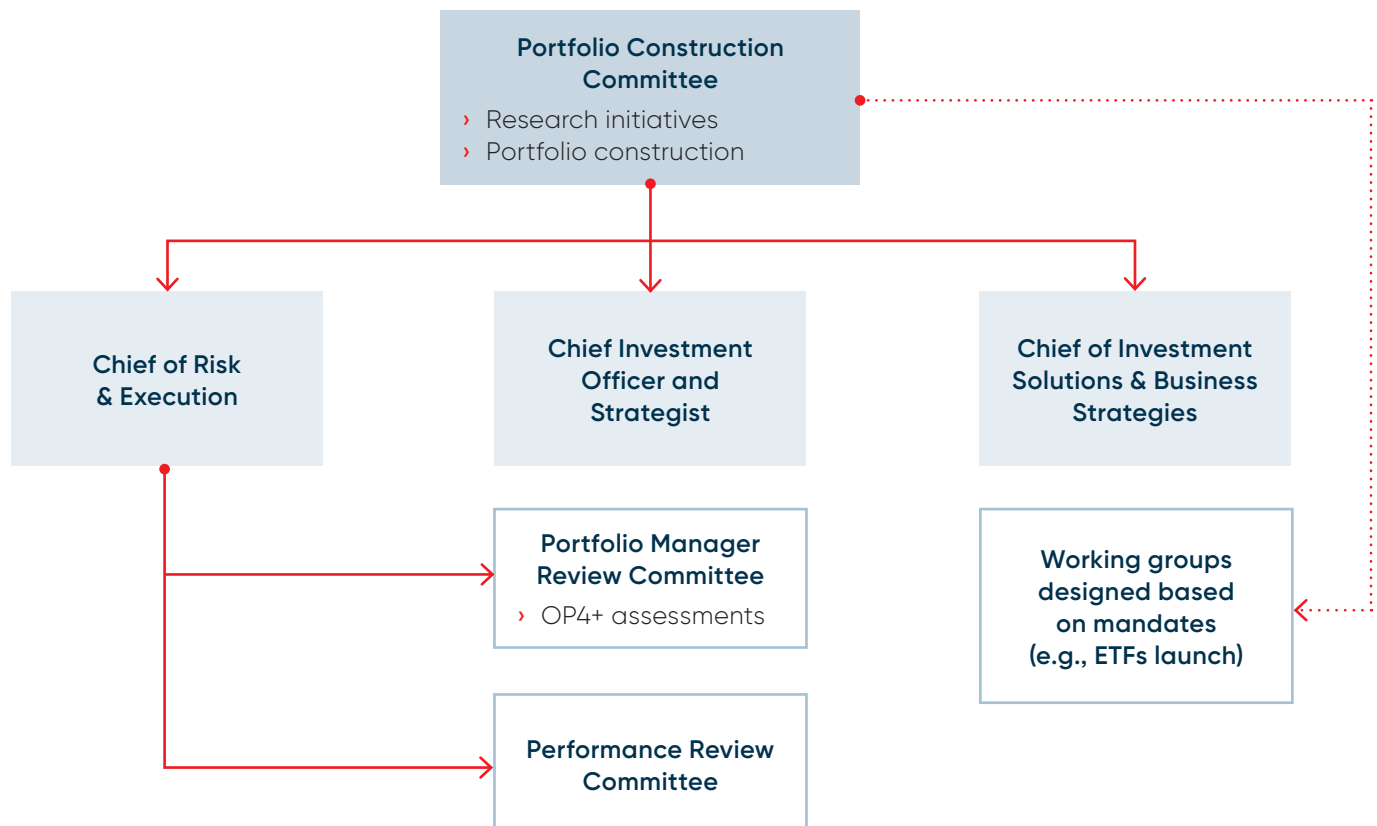 Portfolio Construction
Committee
› Research initiatives
› Portfolio construction
Chief of Risk
& Execution
Chief Investment
Officer and
Strategist
Chief of Investment
Solutions & Business
Strategies
Portfolio Manager
Review Committee
› OP4+ assessments
Working groups
designed based
on mandates
(e.g., ETFs launch)
Performance Review
Committee